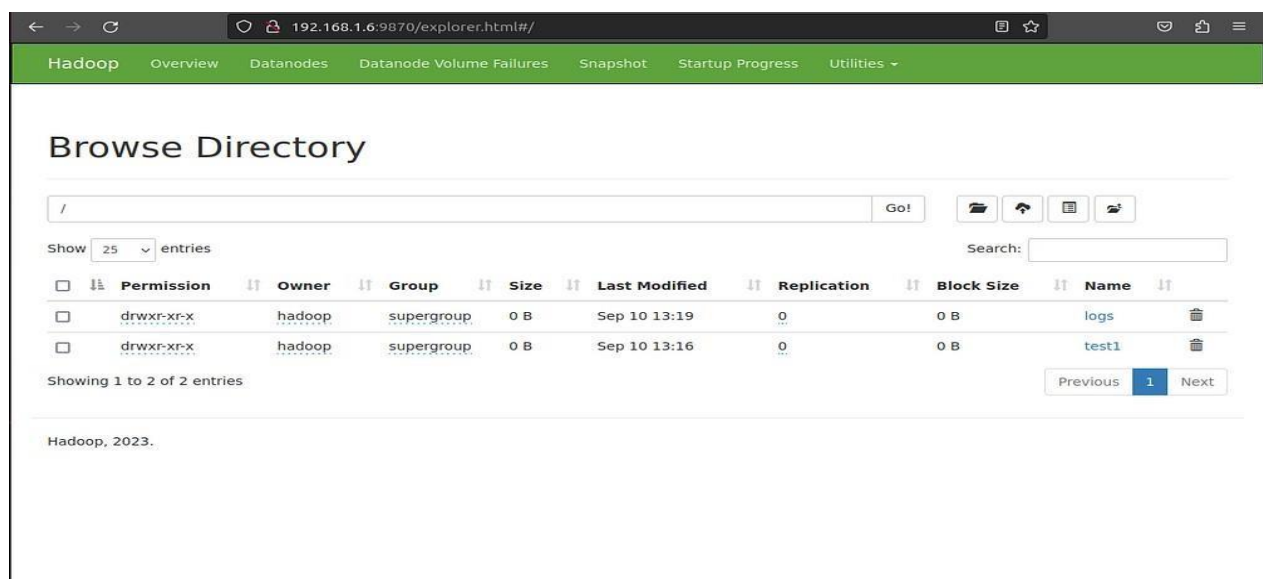 192.168.1.6:9870/explorer.html#/
Hadoop Overview Datanodes Datanode Volume Failures Snapshot Startup Progress Utilities
Browse Directory
/ Go!
Show 25 entries Search:
Permission Owner Group Size Last Modified Replication Block Size Name
drwxr-xr-x hadoop supergroup 0 B Sep 10 13:19 0 0 B logs
drwxr-xr-x hadoop supergroup 0 B Sep 10 13:16 0 0 B test1
Showing 1 to 2 of 2 entries Previous 1 Next
Hadoop, 2023.